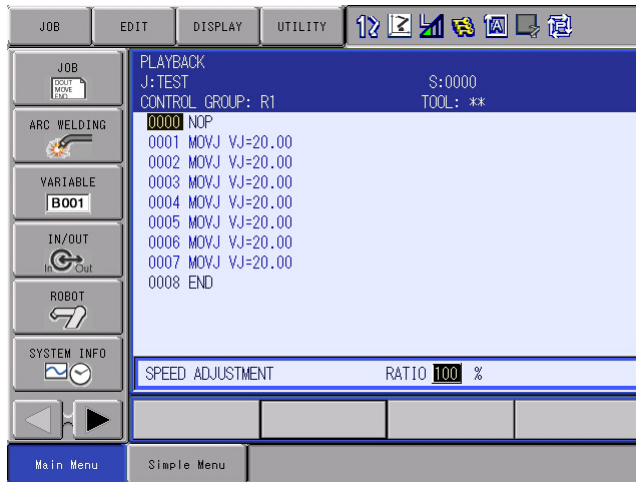 JOB EDIT DISPLAY UTILITY
JOB
DOUT
MOVE
END
ARC WELDING
VARIABLE
B001
IN/OUT
In Out
ROBOT
SYSTEM INFO
PLAYBACK
J:TEST S:0000
CONTROL GROUP: R1 TOOL: **
0000 NOP
0001 MOVJ VJ=20.00
0002 MOVJ VJ=20.00
0003 MOVJ VJ=20.00
0004 MOVJ VJ=20.00
0005 MOVJ VJ=20.00
0006 MOVJ VJ=20.00
0007 MOVJ VJ=20.00
0008 END
SPEED ADJUSTMENT RATIO 100 %
Main Menu Simple Menu